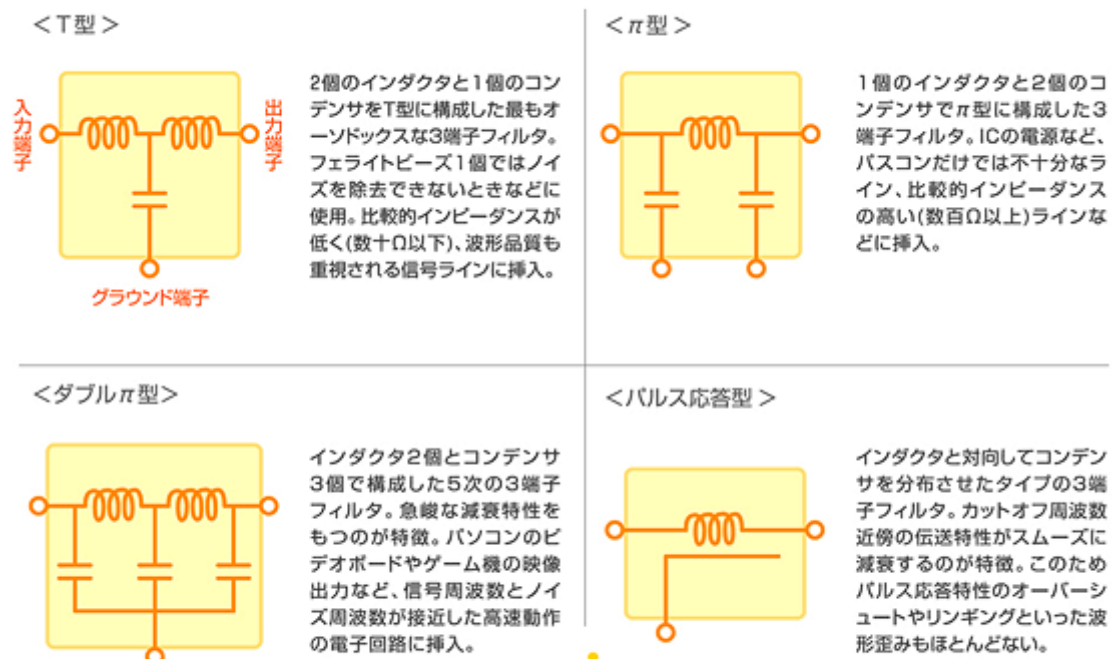 ＜T型＞
入力端子
出力端子
グラウンド端子
2個のインダクタと1個のコン
デンサをT型に構成した最もオ
ーソドックスな3端子フィルタ。
フェライトビーズ1個ではノイ
ズを除去できないときなどに
使用。比較的インピーダンスが
低く(数十Ω以下)、波形品質も
重視される信号ラインに挿入。
＜π型＞
1個のインダクタと2個のコ
ンデンサでπ型に構成した3
端子フィルタ。ICの電源など、
パスコンだけでは不十分なラ
イン、比較的インピーダンス
の高い(数百Ω以上)ラインな
どに挿入。
＜ダブルπ型＞
インダクタ2個とコンデンサ
3個で構成した5次の3端子
フィルタ。急峻な減衰特性を
もつのが特徴。パソコンのビ
デオボードやゲーム機の映像
出力など、信号周波数とノイ
ズ周波数が接近した高速動作
の電子回路に挿入。
＜パルス応答型＞
インダクタと対向してコンデン
サを分布させたタイプの3端
子フィルタ。カットオフ周波数
近傍の伝送特性がスムーズに
減衰するのが特徴。このため
パルス応答特性のオーバーシ
ュートやリンギングといった波
形歪みもほとんどない。